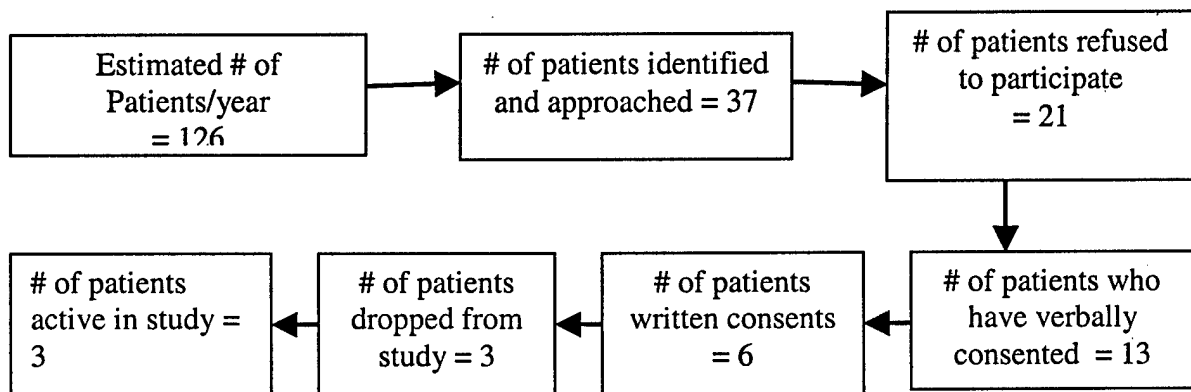 Estimated # of
Patients/year
= 126
# of patients identified
and approached = 37
# of patients refused
to participate
= 21
# of patients who
have verbally
consented = 13
# of patients
written consents
= 6
# of patients
dropped from
study = 3
# of patients
active in study =
3